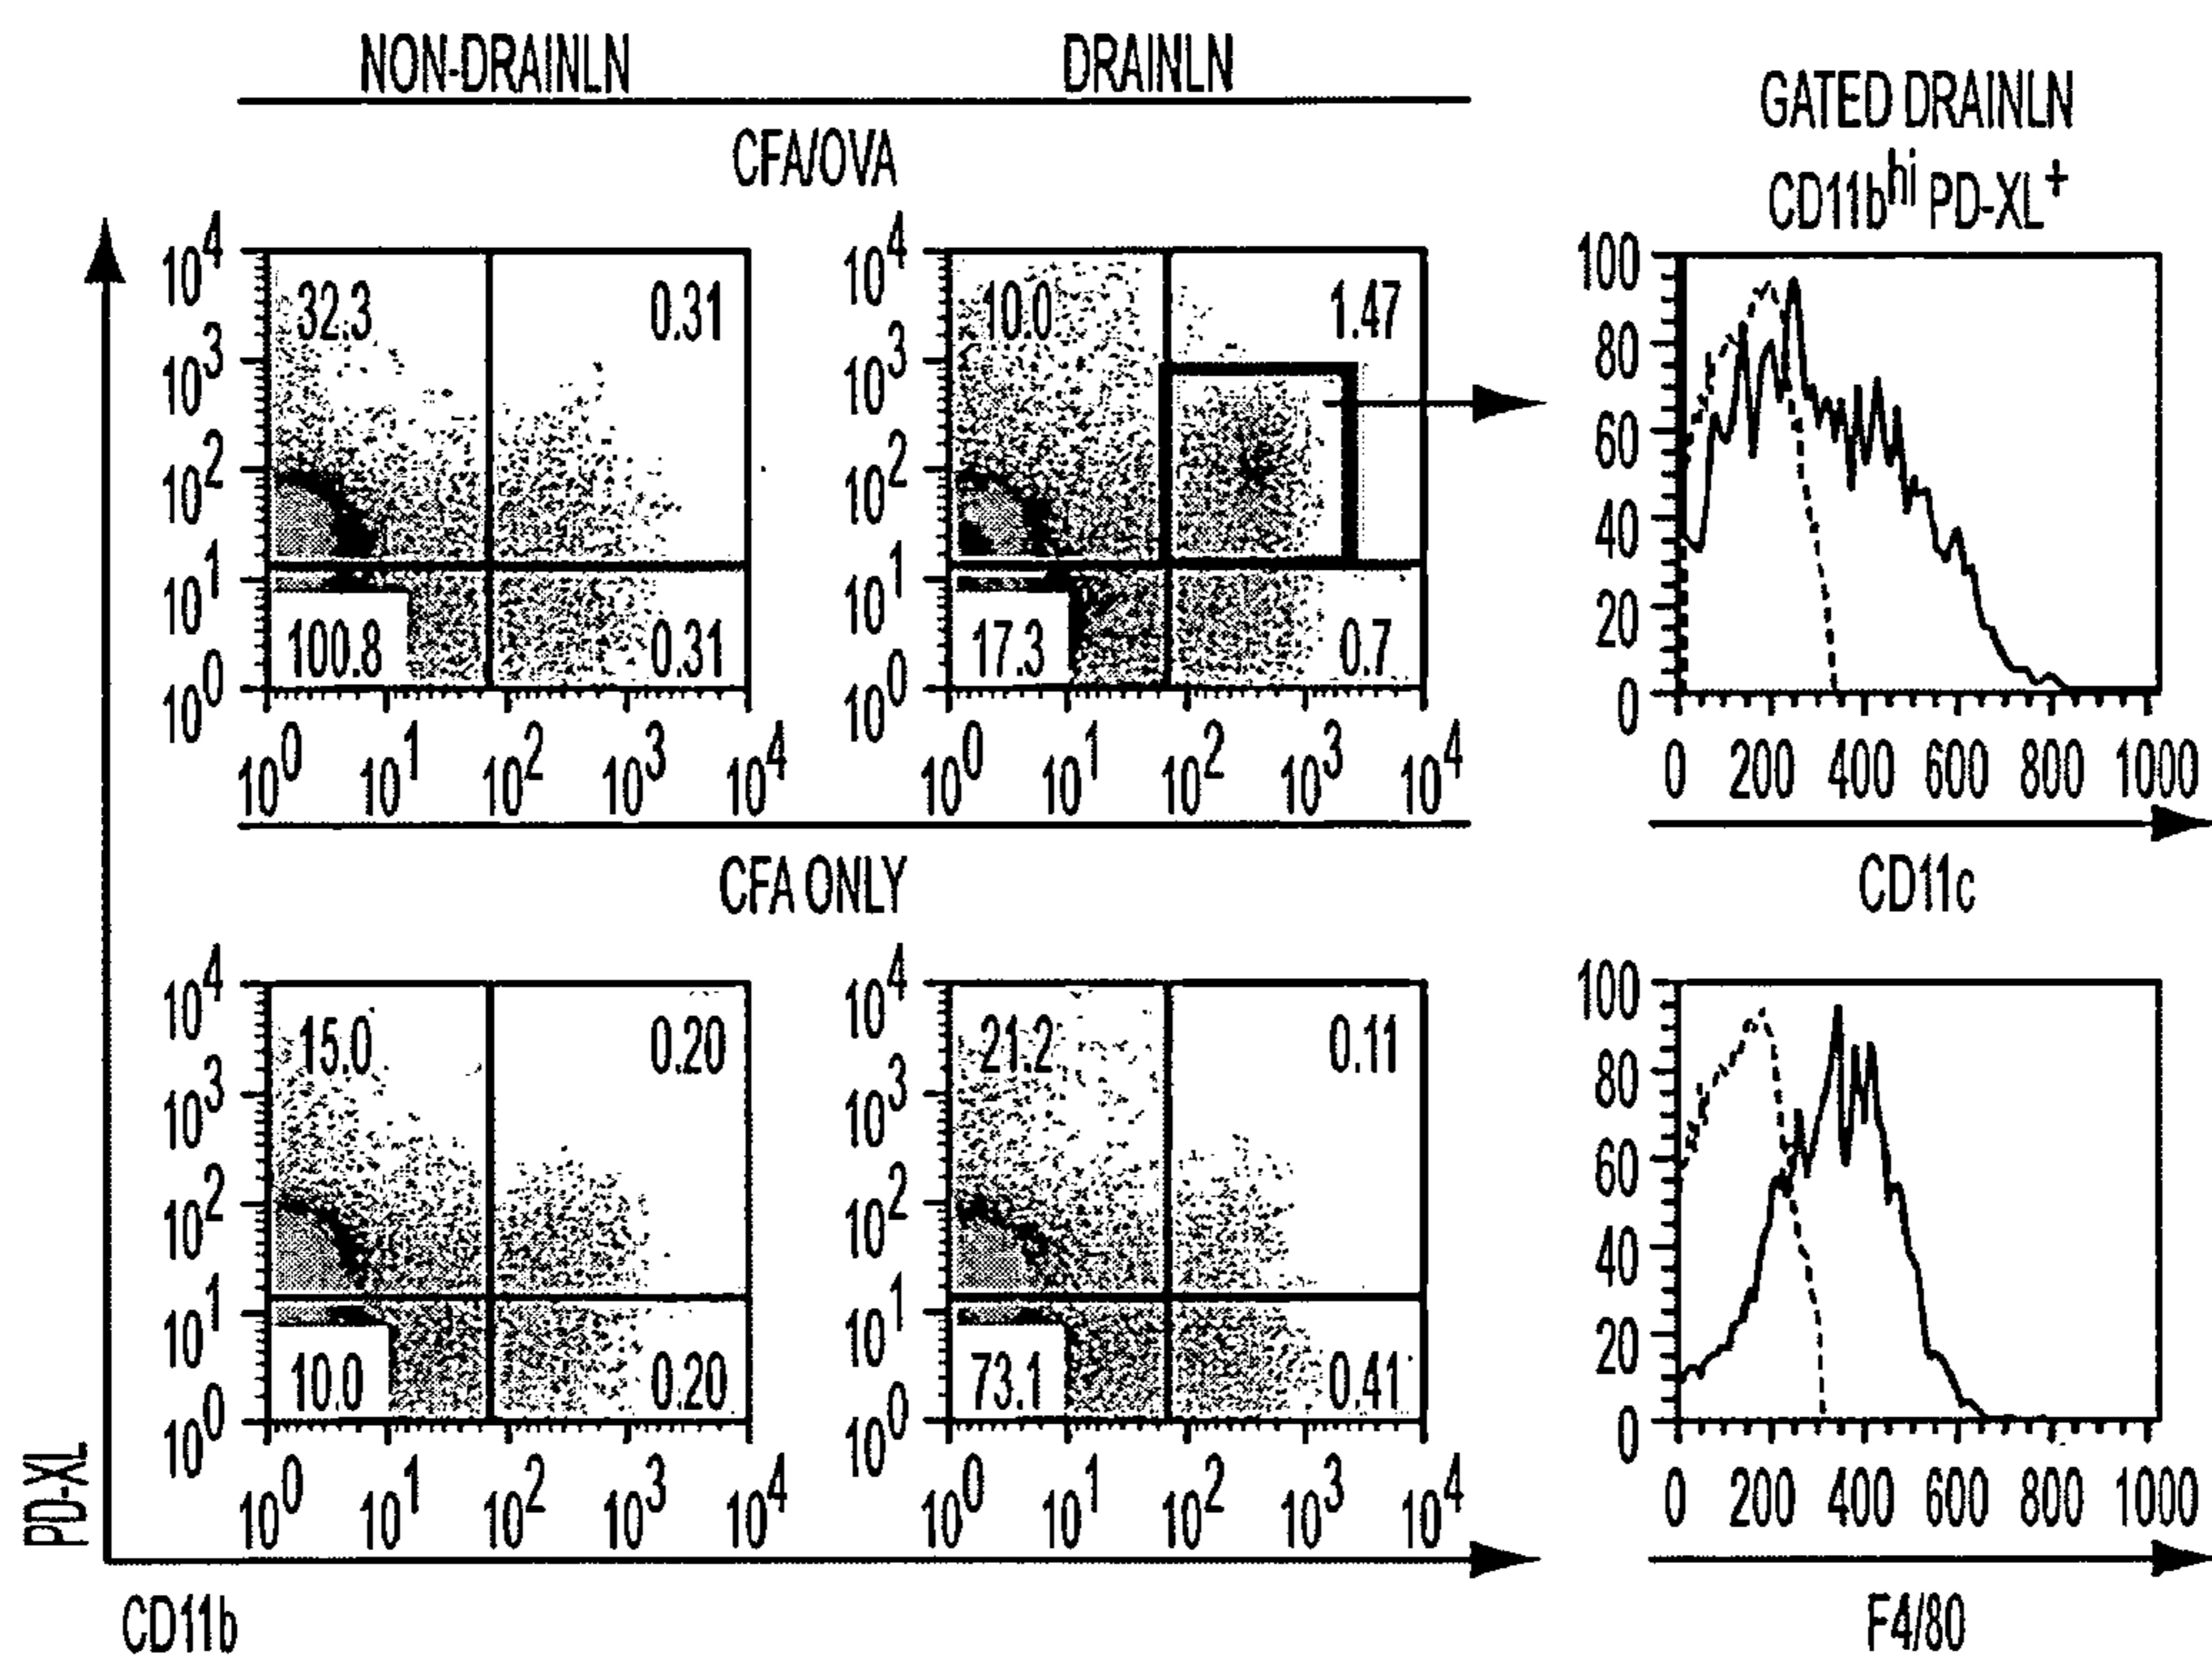 NON-DRAINLN DRAINLN
CFA/OVA
GATED DRAINLN
CD11b^hi PD-XL^+
10^4 10^3 10^2 10^1 10^0
32.3 0.31
100.8 0.31
10^0 10^1 10^2 10^3 10^4
10^4 10^3 10^2 10^1 10^0
10.0 1.47
17.3 0.7
10^0 10^1 10^2 10^3 10^4
100 80 60 40 20 0
0 200 400 600 800 1000
CD11c
CFA ONLY
10^4 10^3 10^2 10^1 10^0
15.0 0.20
10.0 0.20
10^0 10^1 10^2 10^3 10^4
10^4 10^3 10^2 10^1 10^0
21.2 0.11
73.1 0.41
10^0 10^1 10^2 10^3 10^4
100 80 60 40 20 0
0 200 400 600 800 1000
F4/80
PD-XL
CD11b